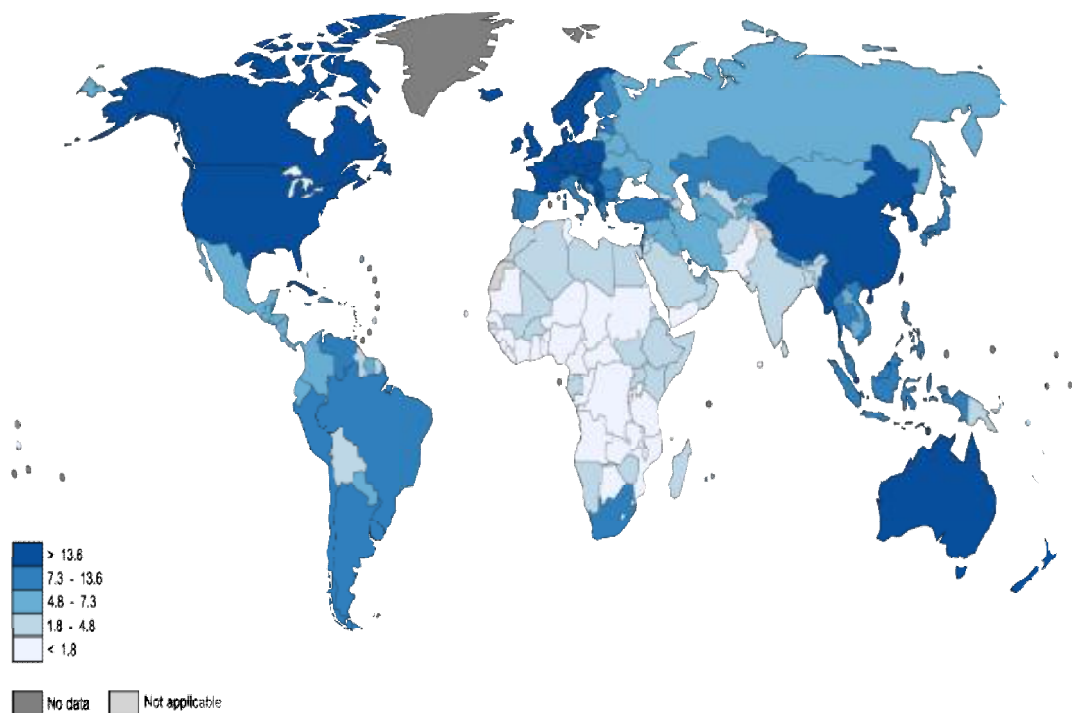 > 13.6
7.3 - 13.6
4.8 - 7.3
1.8 - 4.8
< 1.8
No data
Not applicable